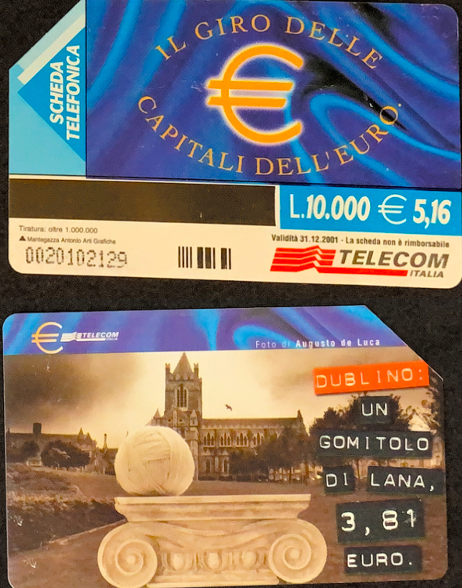 SCHEDA
TELEFONICA
IL GIRO DELLE
€
CAPITALI DELL'EURO.
L.10.000 € 5,16
Tiratura: oltre 1.000.000
Mantegazza Antonio Arti Grafiche
0020102129
Validità 31.12.2001 - La scheda non è rimborsabile
TELECOM
ITALIA
€ TELECOM
ITALIA
Foto di Augusto de Luca
DUBLINO:
UN
GOMITOLO
DI LANA,
3,81
EURO.